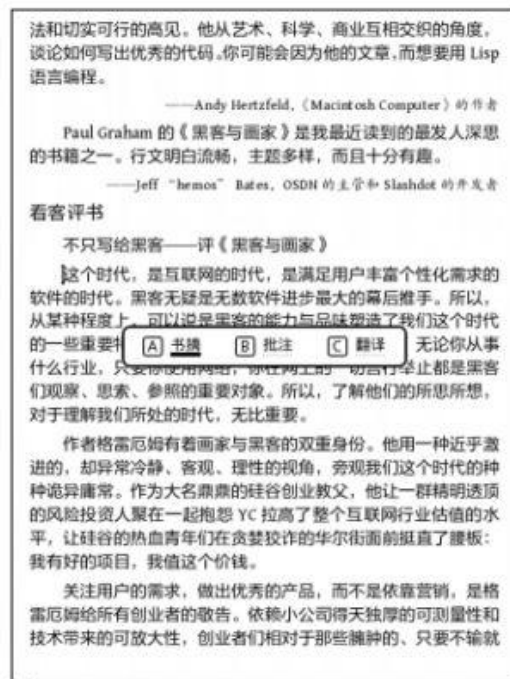 法和切实可行的高见。他从艺术、科学、商业互相交织的角度，
谈论如何写出优秀的代码。你可能会因为他的文章，而想要用 Lisp
语言编程。
——Andy Hertzfeld，《Macintosh Computer》的作者
Paul Graham 的《黑客与画家》是我最近读到的最发人深思
的书籍之一。行文明白流畅，主题多样，而且十分有趣。
——Jeff “hemos” Bates，OSDN 的主管和 Slashdot 的开发者
看客评书
不只写给黑客——评《黑客与画家》
这个时代，是互联网的时代，是满足用户丰富个性化需求的
软件的时代。黑客无疑是无数软件进步最大的幕后推手。所以，
从某种程度上，可以说是黑客的能力与品味塑造了我们这个时代
的一些重要 无论你从事
A 书摘 B 批注 C 翻译
什么行业，只要你使用网络，你在网上的一切言行举止都是黑客
们观察、思索、参照的重要对象。所以，了解他们的所思所想，
对于理解我们所处的时代，无比重要。
作者格雷厄姆有着画家与黑客的双重身份。他用一种近乎激
进的，却异常冷静、客观、理性的视角，旁观我们这个时代的种
种诡异庸常。作为大名鼎鼎的硅谷创业教父，他让一群精明透顶
的风险投资人聚在一起抱怨 YC 拉高了整个互联网行业估值的水
平，让硅谷的热血青年们在贪婪狡诈的华尔街面前挺直了腰板：
我有好的项目，我值这个价钱。
关注用户的需求，做出优秀的产品，而不是依靠营销，是格
雷厄姆给所有创业者的敬告。依赖小公司得天独厚的可测量性和
技术带来的可放大性，创业者们相对于那些臃肿的、只要不输就